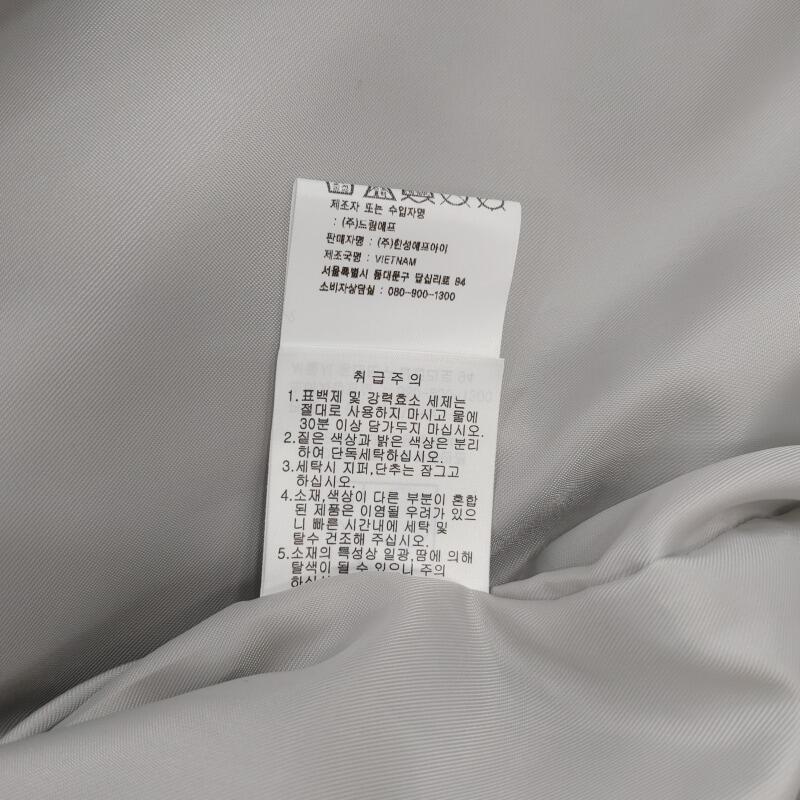 제조자 또는 수입자명
: (주)드림에프
판매자명 : (주)한성에프아이
제조국명 : VIETNAM
서울특별시 동대문구 답십리로 94
소비자상담실 : 080-900-1300
취급주의
1.표백제 및 강력효소 세제는
절대로 사용하지 마시고 물에
30분 이상 담가두지 마십시오.
2.짙은 색상과 밝은 색상은 분리
하여 단독세탁하십시오.
3.세탁시 지퍼,단추는 잠그고
하십시오.
4.소재,색상이 다른 부분이 혼합
된 제품은 이염될 우려가 있으
니 빠른 시간내에 세탁 및
탈수 건조해 주십시오.
5.소재의 특성상 일광,땀에 의해
탈색이 될 수 있으니 주의